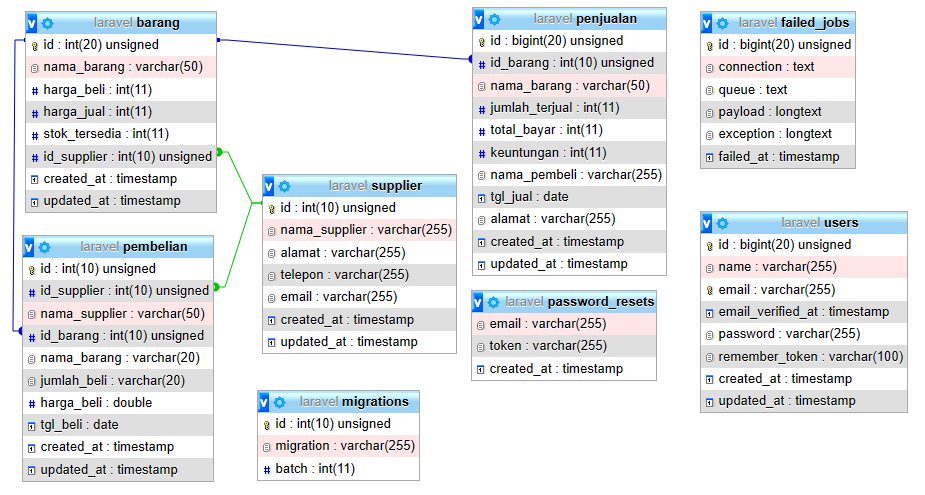 laravel barang
id : int(20) unsigned
nama_barang : varchar(50)
harga_beli : int(11)
harga_jual : int(11)
stok_tersedia : int(11)
id_supplier : int(10) unsigned
created_at : timestamp
updated_at : timestamp
laravel pembelian
id : int(10) unsigned
id_supplier : int(10) unsigned
nama_supplier : varchar(50)
id_barang : int(10) unsigned
nama_barang : varchar(20)
jumlah_beli : varchar(20)
harga_beli : double
tgl_beli : date
created_at : timestamp
updated_at : timestamp
laravel supplier
id : int(10) unsigned
nama_supplier : varchar(255)
alamat : varchar(255)
telepon : varchar(255)
email : varchar(255)
created_at : timestamp
updated_at : timestamp
laravel migrations
id : int(10) unsigned
migration : varchar(255)
batch : int(11)
laravel penjualan
id : bigint(20) unsigned
id_barang : int(10) unsigned
nama_barang : varchar(50)
jumlah_terjual : int(11)
total_bayar : int(11)
keuntungan : int(11)
nama_pembeli : varchar(255)
tgl_jual : date
alamat : varchar(255)
created_at : timestamp
updated_at : timestamp
laravel password_resets
email : varchar(255)
token : varchar(255)
created_at : timestamp
laravel failed_jobs
id : bigint(20) unsigned
connection : text
queue : text
payload : longtext
exception : longtext
failed_at : timestamp
laravel users
id : bigint(20) unsigned
name : varchar(255)
email : varchar(255)
email_verified_at : timestamp
password : varchar(255)
remember_token : varchar(100)
created_at : timestamp
updated_at : timestamp